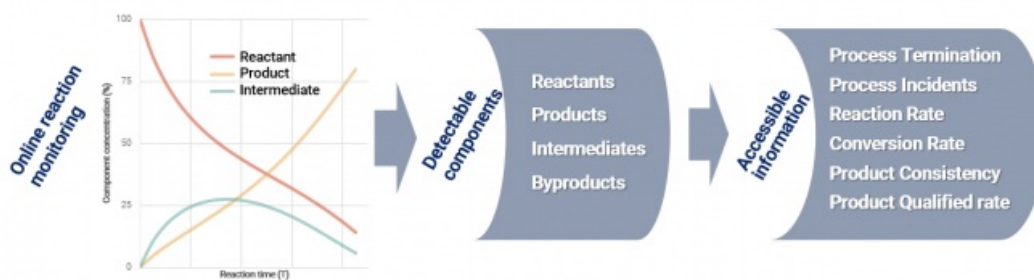 Online reaction
monitoring
Component concentration (%)
100
75
50
25
0
Reactant
Product
Intermediate
Reaction time (T)
Detectable
components
Reactants
Products
Intermediates
Byproducts
Accessible
information
Process Termination
Process Incidents
Reaction Rate
Conversion Rate
Product Consistency
Product Qualified rate